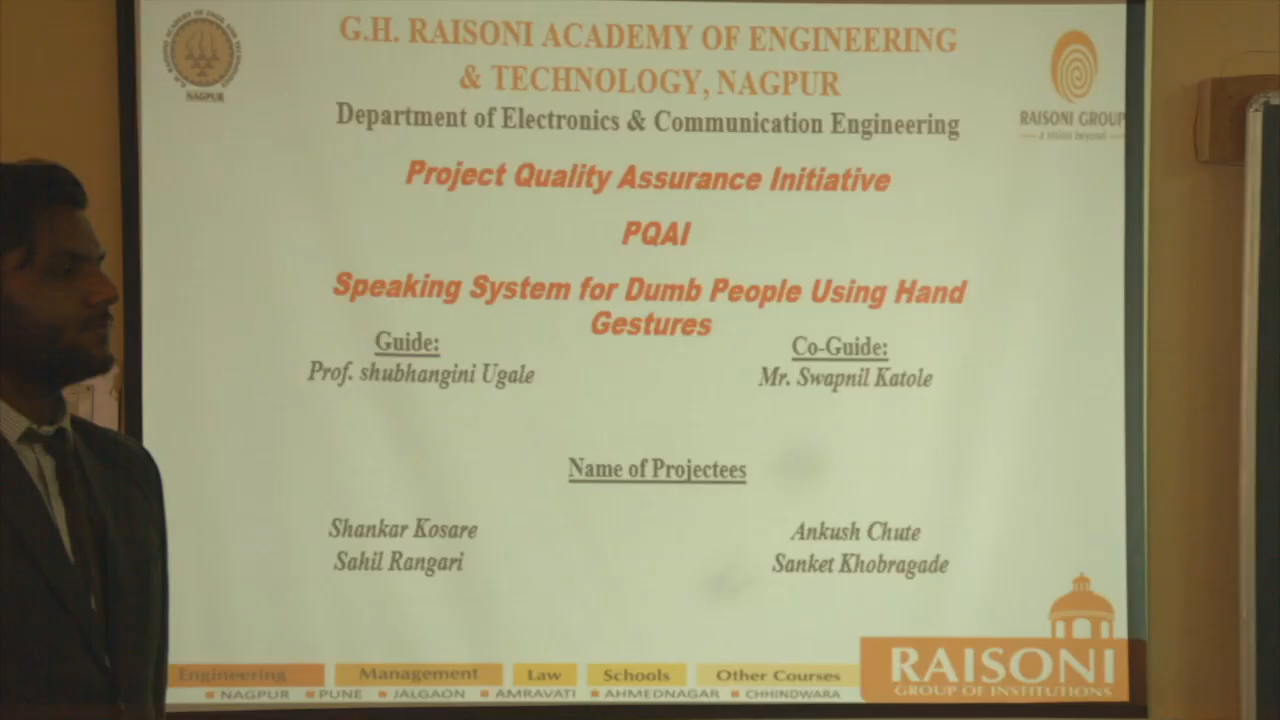 G.H. RAISONI ACADEMY OF ENGINEERING
& TECHNOLOGY, NAGPUR
Department of Electronics & Communication Engineering
NAGPUR
RAISONI GROUP
a vision beyond
Project Quality Assurance Initiative
PQAI
Speaking System for Dumb People Using Hand
Gestures
Guide:
Co-Guide:
Prof. shubhangini Ugale
Mr. Swapnil Katole
Name of Projectees
Shankar Kosare
Ankush Chute
Sahil Rangari
Sanket Khobragade
Engineering Management Law Schools Other Courses
NAGPUR PUNE JALGAON AMRAVATI AHMEDNAGAR CHHINDWARA
RAISONI
GROUP OF INSTITUTIONS